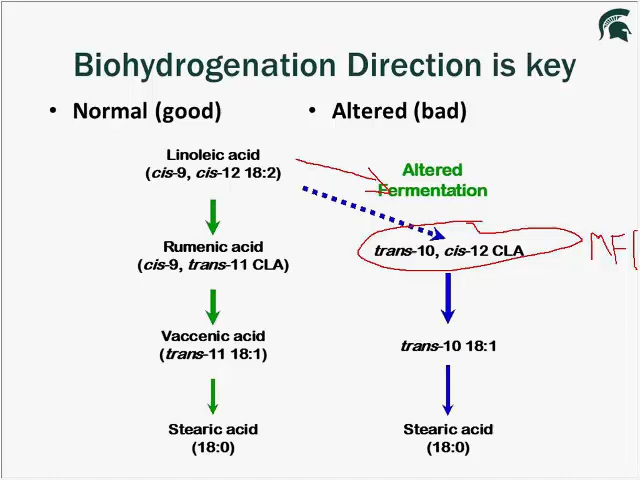 Biohydrogenation Direction is key
• Normal (good)
Linoleic acid
(cis-9, cis-12 18:2)
Rumenic acid
(cis-9, trans-11 CLA)
Vaccenic acid
(trans-11 18:1)
Stearic acid
(18:0)
• Altered (bad)
Altered
Fermentation
trans-10, cis-12 CLA
MF
trans-10 18:1
Stearic acid
(18:0)